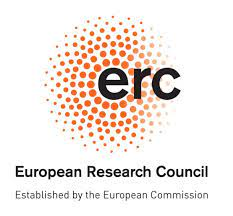 erc
European Research Council
Established by the European Commission